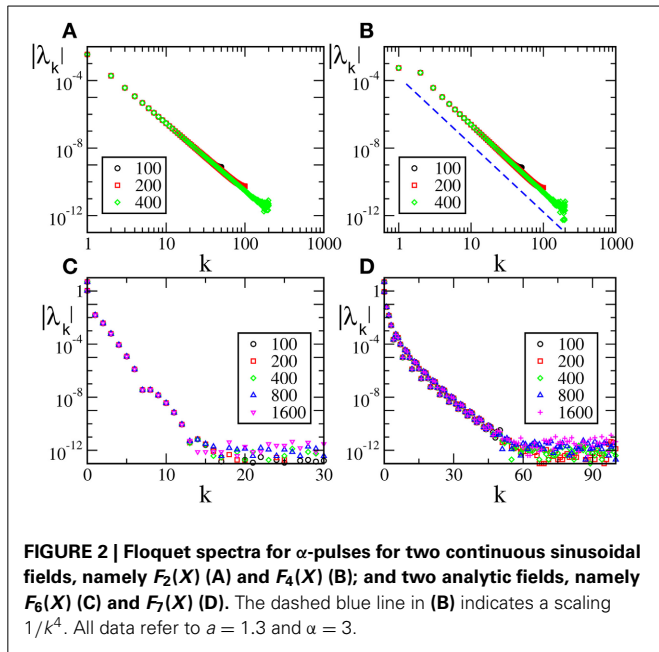 A
|λk|
10^-4
10^-8
10^-12
100
200
400
1 10 100 1000
k
B
|λk|
10^-4
10^-8
10^-12
100
200
400
1 10 100 1000
k
C
|λk|
1
10^-4
10^-8
10^-12
100
200
400
800
1600
0 10 20 30
k
D
|λk|
1
10^-4
10^-8
10^-12
100
200
400
800
1600
0 30 60 90
k
FIGURE 2 | Floquet spectra for α-pulses for two continuous sinusoidal
fields, namely F2(X) (A) and F4(X) (B); and two analytic fields, namely
F6(X) (C) and F7(X) (D). The dashed blue line in (B) indicates a scaling
1/k^4. All data refer to a = 1.3 and α = 3.